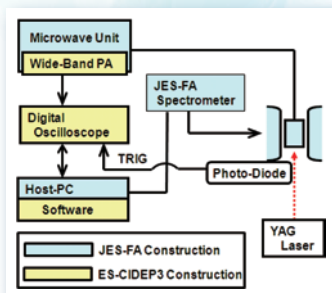 Microwave Unit
Wide-Band PA
JES-FA
Spectrometer
Digital
Oscilloscope
TRIG
Photo-Diode
Host-PC
Software
YAG
Laser
JES-FA Construction
ES-CIDEP3 Construction